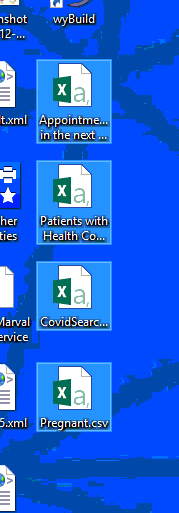 nshot
12-...
wyBuild
Appointme...
in the next ...
t.xml
Patients with
Health Co...
her
ties
CovidSearc...
Marval
ervice
Pregnant.csv
5.xml